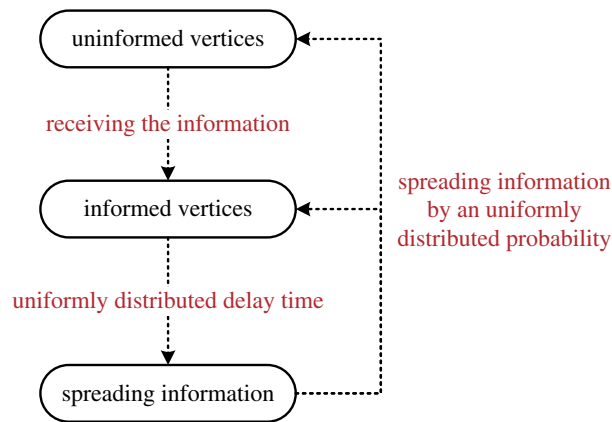 uninformed vertices
receiving the information
informed vertices
spreading information
by an uniformly
distributed probability
uniformly distributed delay time
spreading information